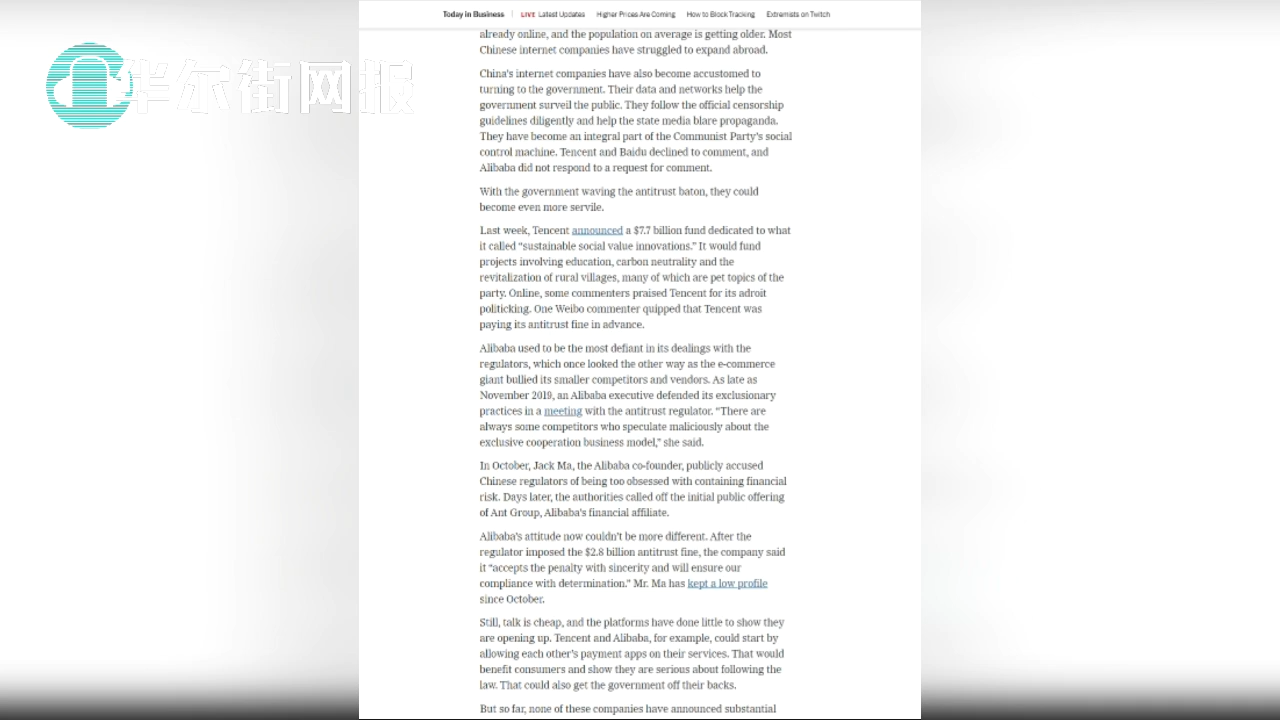 Today in Business | LIVE Latest Updates Higher Prices Are Coming How to Block Tracking Extremists on Twitch
华尔街网报
already online, and the population on average is getting older. Most
Chinese internet companies have struggled to expand abroad.
China's internet companies have also become accustomed to
turning to the government. Their data and networks help the
government surveil the public. They follow the official censorship
guidelines diligently and help the state media blare propaganda.
They have become an integral part of the Communist Party's social
control machine. Tencent and Baidu declined to comment, and
Alibaba did not respond to a request for comment.
With the government waving the antitrust baton, they could
become even more servile.
Last week, Tencent announced a $7.7 billion fund dedicated to what
it called “sustainable social value innovations.” It would fund
projects involving education, carbon neutrality and the
revitalization of rural villages, many of which are pet topics of the
party. Online, some commenters praised Tencent for its adroit
politicking. One Weibo commenter quipped that Tencent was
paying its antitrust fine in advance.
Alibaba used to be the most defiant in its dealings with the
regulators, which once looked the other way as the e-commerce
giant bullied its smaller competitors and vendors. As late as
November 2019, an Alibaba executive defended its exclusionary
practices in a meeting with the antitrust regulator. “There are
always some competitors who speculate maliciously about the
exclusive cooperation business model,” she said.
In October, Jack Ma, the Alibaba co-founder, publicly accused
Chinese regulators of being too obsessed with containing financial
risk. Days later, the authorities called off the initial public offering
of Ant Group, Alibaba's financial affiliate.
Alibaba's attitude now couldn't be more different. After the
regulator imposed the $2.8 billion antitrust fine, the company said
it “accepts the penalty with sincerity and will ensure our
compliance with determination.” Mr. Ma has kept a low profile
since October.
Still, talk is cheap, and the platforms have done little to show they
are opening up. Tencent and Alibaba, for example, could start by
allowing each other's payment apps on their services. That would
benefit consumers and show they are serious about following the
law. That could also get the government off their backs.
But so far, none of these companies have announced substantial